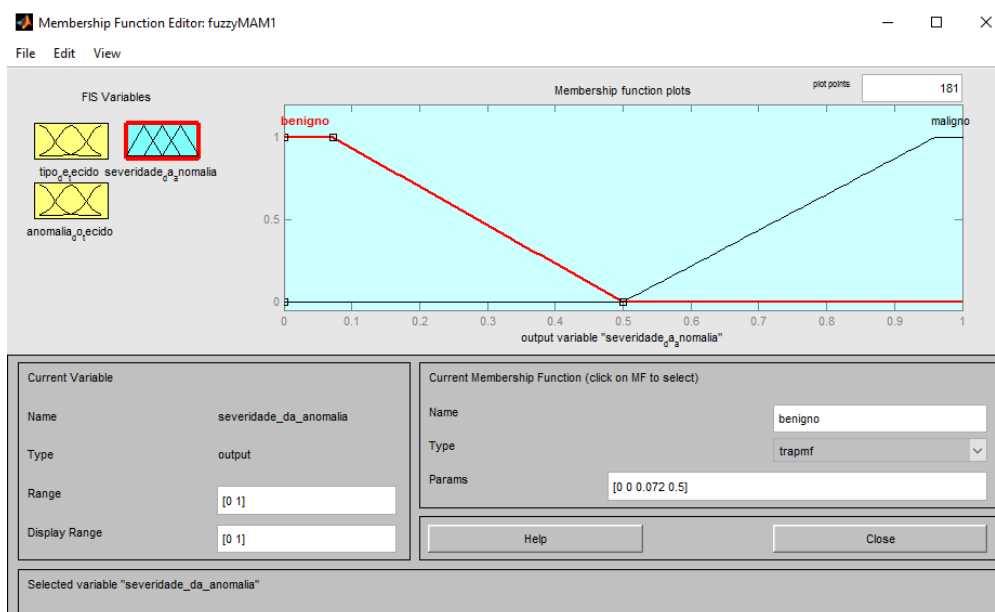 Membership Function Editor: fuzzyMAM1
File Edit View
FIS Variables
Membership function plots
plot points:
181
tipo_de_tecido
severidade_da_anomalia
anomalia_do_tecido
benigno
maligno
1
0.5
0
0 0.1 0.2 0.3 0.4 0.5 0.6 0.7 0.8 0.9 1
output variable "severidade_da_anomalia"
Current Variable
Name severidade_da_anomalia
Type output
Range [0 1]
Display Range [0 1]
Current Membership Function (click on MF to select)
Name benigno
Type trapmf
Params [0 0 0.072 0.5]
Help Close
Selected variable "severidade_da_anomalia"